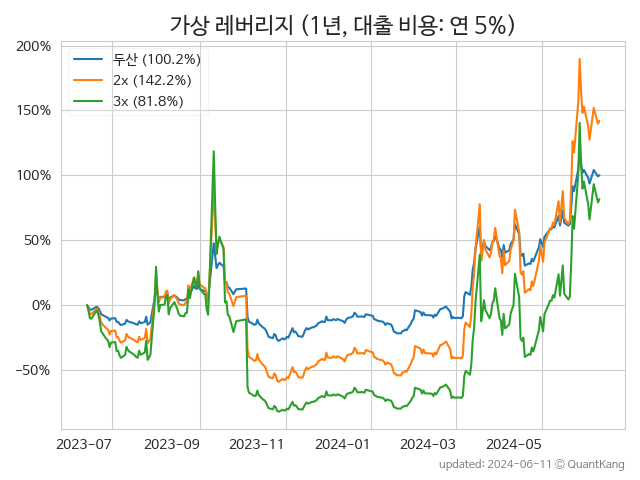 가상 레버리지 (1년, 대출 비용: 연 5%)
200%
150%
100%
50%
0%
−50%
두산 (100.2%)
2x (142.2%)
3x (81.8%)
2023-07 2023-09 2023-11 2024-01 2024-03 2024-05
updated: 2024-06-11 © QuantKang